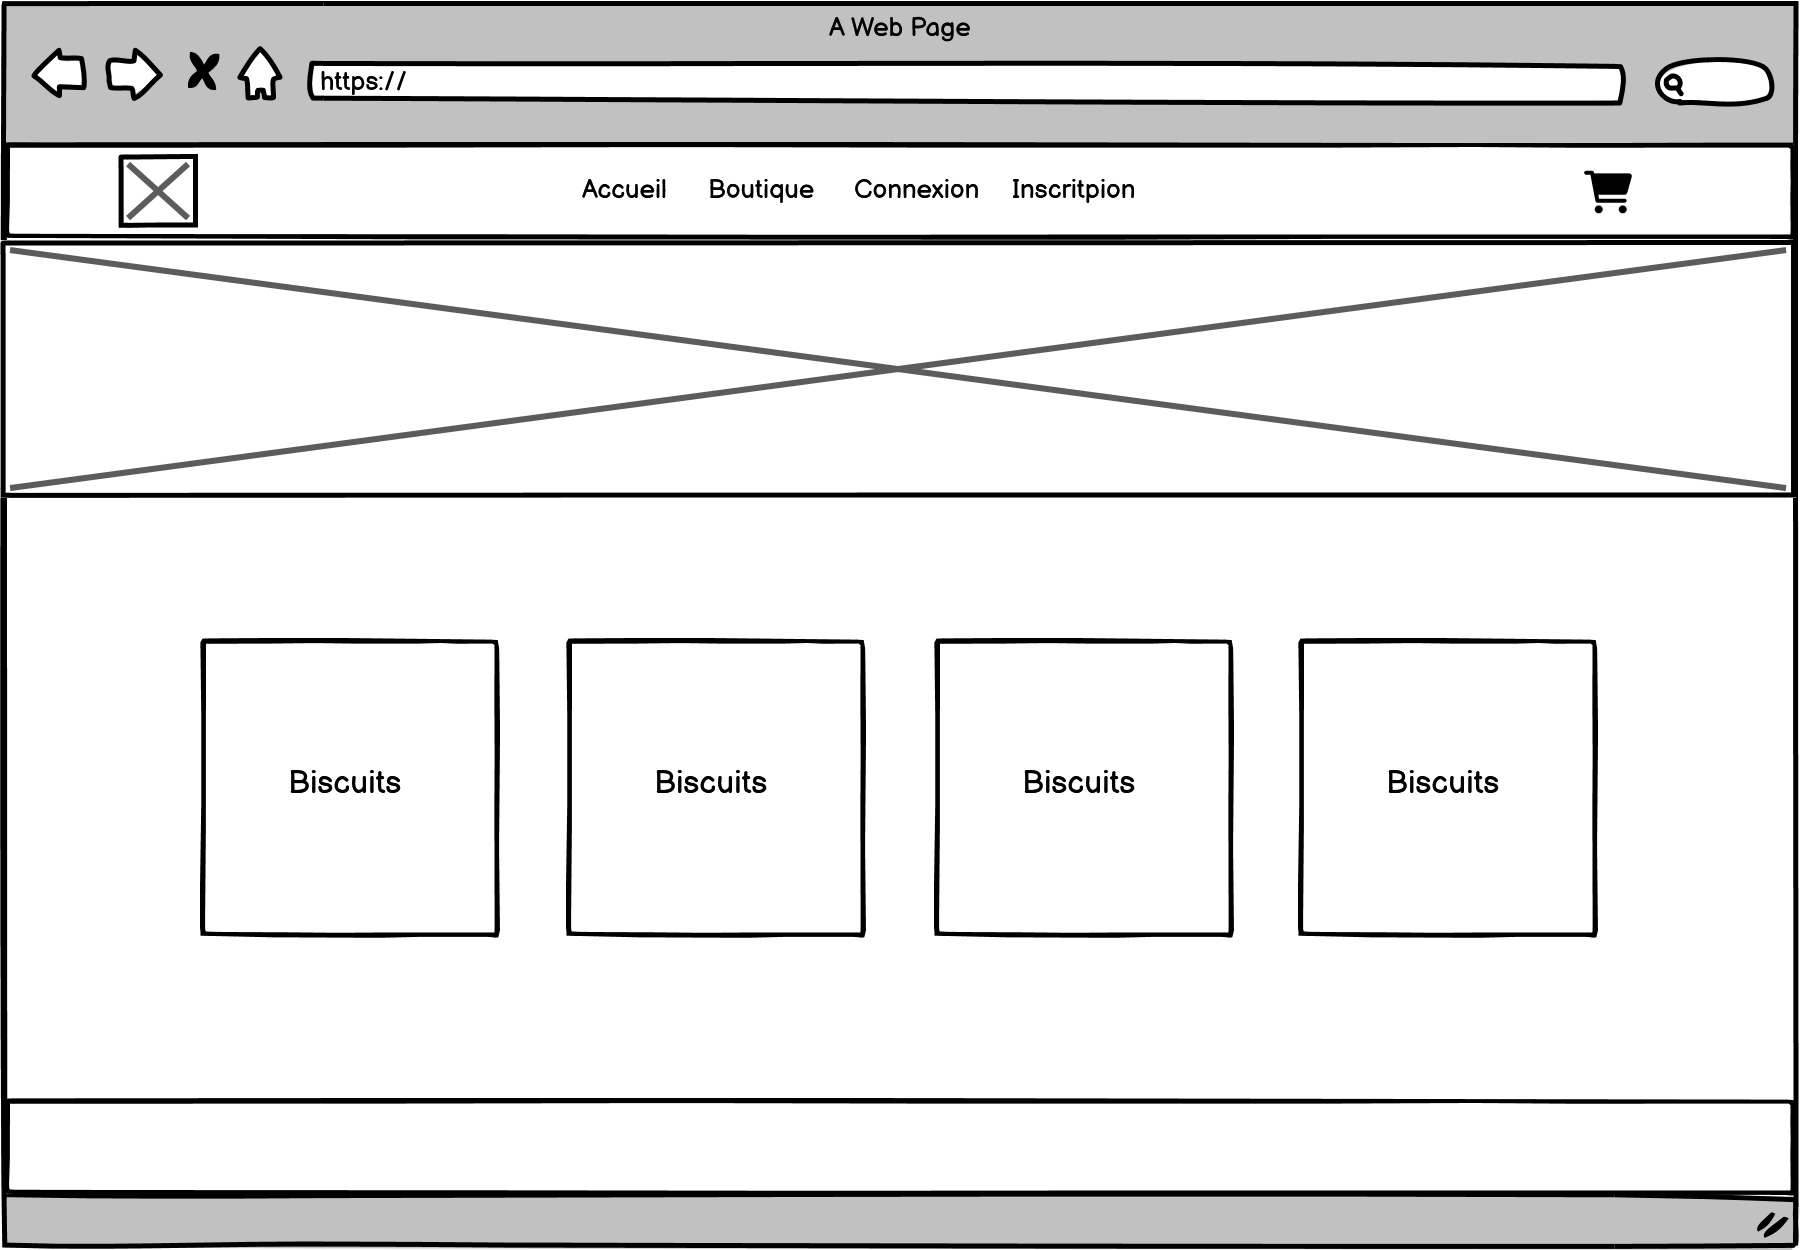 A Web Page
https://
Accueil Boutique Connexion Inscritpion
Biscuits Biscuits Biscuits Biscuits